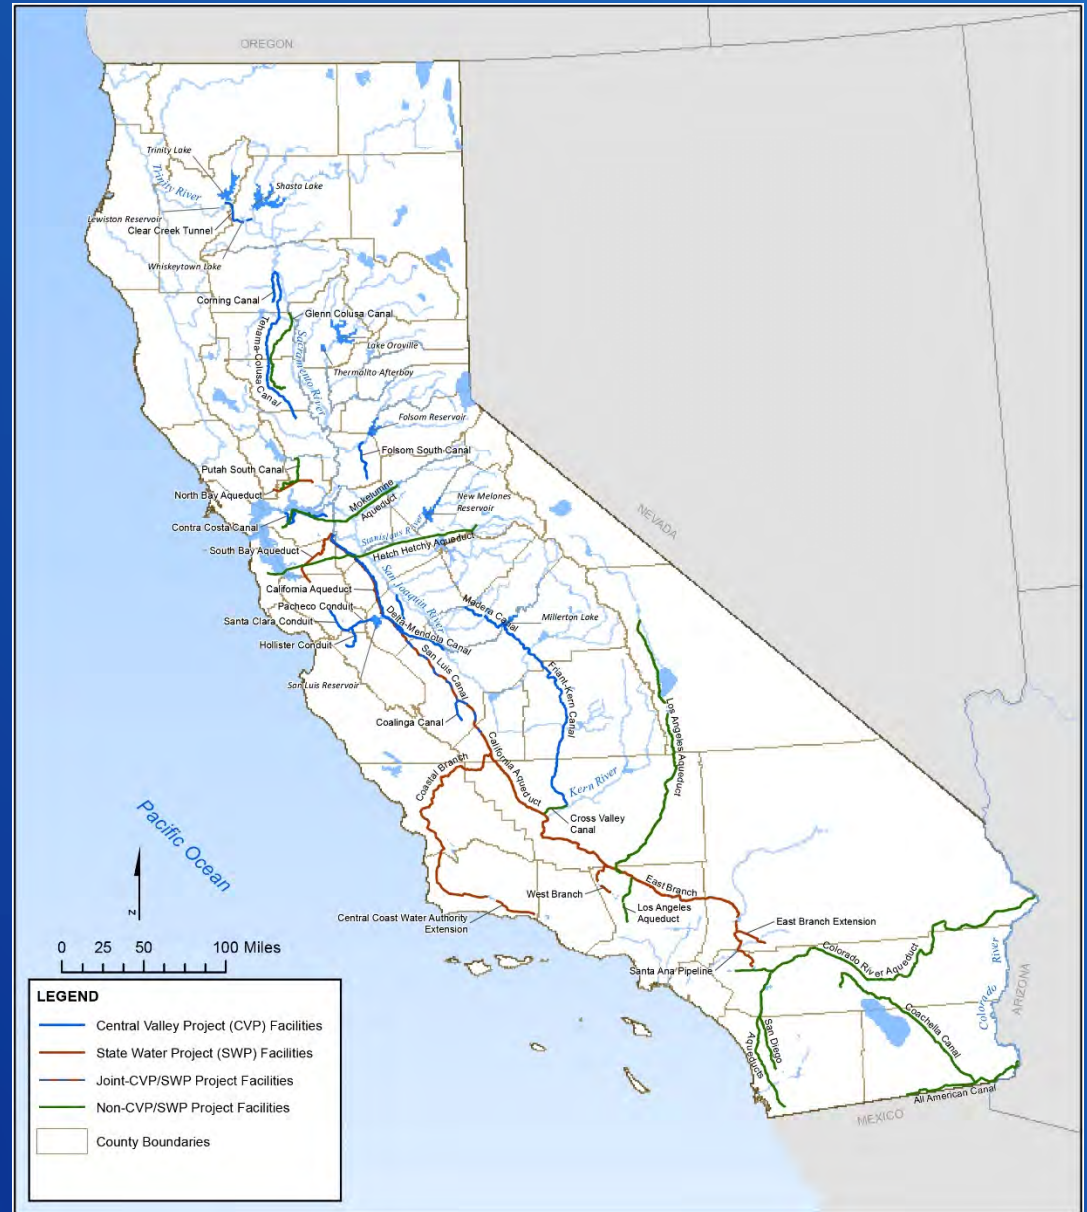 OREGON
Trinity Lake
Trinity River
Shasta Lake
Lewiston Reservoir
Clear Creek Tunnel
Whiskeytown Lake
Corning Canal
Glenn Colusa Canal
Tehama-Colusa Canal
Sacramento River
Lake Oroville
Thermalito Afterbay
Folsom Reservoir
Folsom South Canal
Putah South Canal
North Bay Aqueduct
Mokelumne
Aqueduct
New Melones
Reservoir
Contra Costa Canal
Stanislaus River
NEVADA
South Bay Aqueduct
Hetch Hetchy Aqueduct
California Aqueduct
San Joaquin River
Pacheco Conduit
Madera Canal
Millerton Lake
Santa Clara Conduit
Delta-Mendota Canal
Hollister Conduit
San Luis Canal
San Luis Reservoir
Friant-Kern Canal
Los Angeles Aqueduct
Coalinga Canal
California Aqueduct
Coastal Branch
Kern River
Cross Valley
Canal
Pacific Ocean
N
West Branch
East Branch
Los Angeles
Aqueduct
Central Coast Water Authority
Extension
East Branch Extension
Santa Ana Pipeline
Colorado River Aqueduct
Colorado River
ARIZONA
Coachella Canal
San Diego
Aqueducts
All American Canal
MEXICO
0 25 50 100 Miles
LEGEND
Central Valley Project (CVP) Facilities
State Water Project (SWP) Facilities
Joint-CVP/SWP Project Facilities
Non-CVP/SWP Project Facilities
County Boundaries